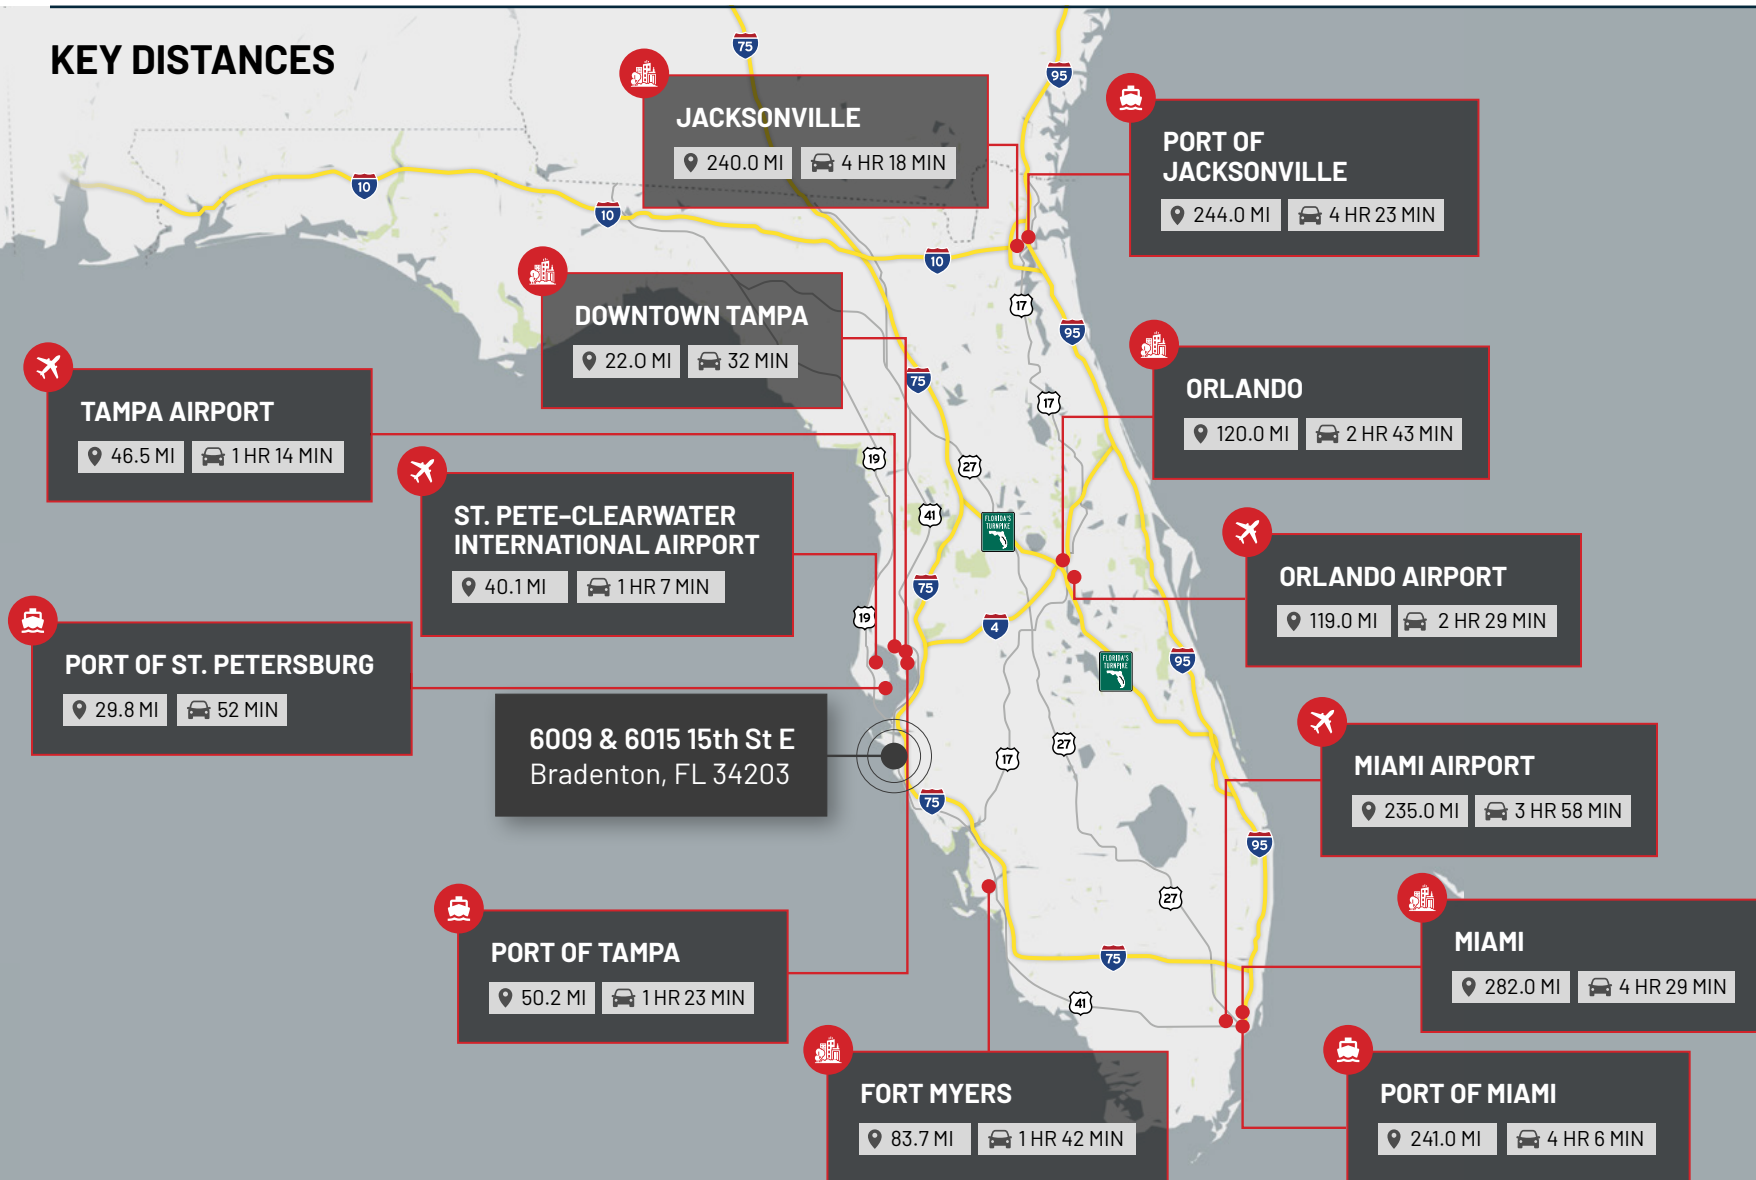 KEY DISTANCES
75
95
JACKSONVILLE
240.0 MI
4 HR 18 MIN
PORT OF
JACKSONVILLE
244.0 MI
4 HR 23 MIN
10
10
10
DOWNTOWN TAMPA
22.0 MI
32 MIN
17
95
75
17
ORLANDO
120.0 MI
2 HR 43 MIN
TAMPA AIRPORT
46.5 MI
1 HR 14 MIN
19
27
41
ST. PETE-CLEARWATER
INTERNATIONAL AIRPORT
40.1 MI
1 HR 7 MIN
FLORIDA'S
TURNPIKE
75
19
4
ORLANDO AIRPORT
119.0 MI
2 HR 29 MIN
PORT OF ST. PETERSBURG
29.8 MI
52 MIN
FLORIDA'S
TURNPIKE
95
6009 & 6015 15th St E
Bradenton, FL 34203
17
27
75
MIAMI AIRPORT
235.0 MI
3 HR 58 MIN
95
27
PORT OF TAMPA
50.2 MI
1 HR 23 MIN
75
41
MIAMI
282.0 MI
4 HR 29 MIN
FORT MYERS
83.7 MI
1 HR 42 MIN
PORT OF MIAMI
241.0 MI
4 HR 6 MIN